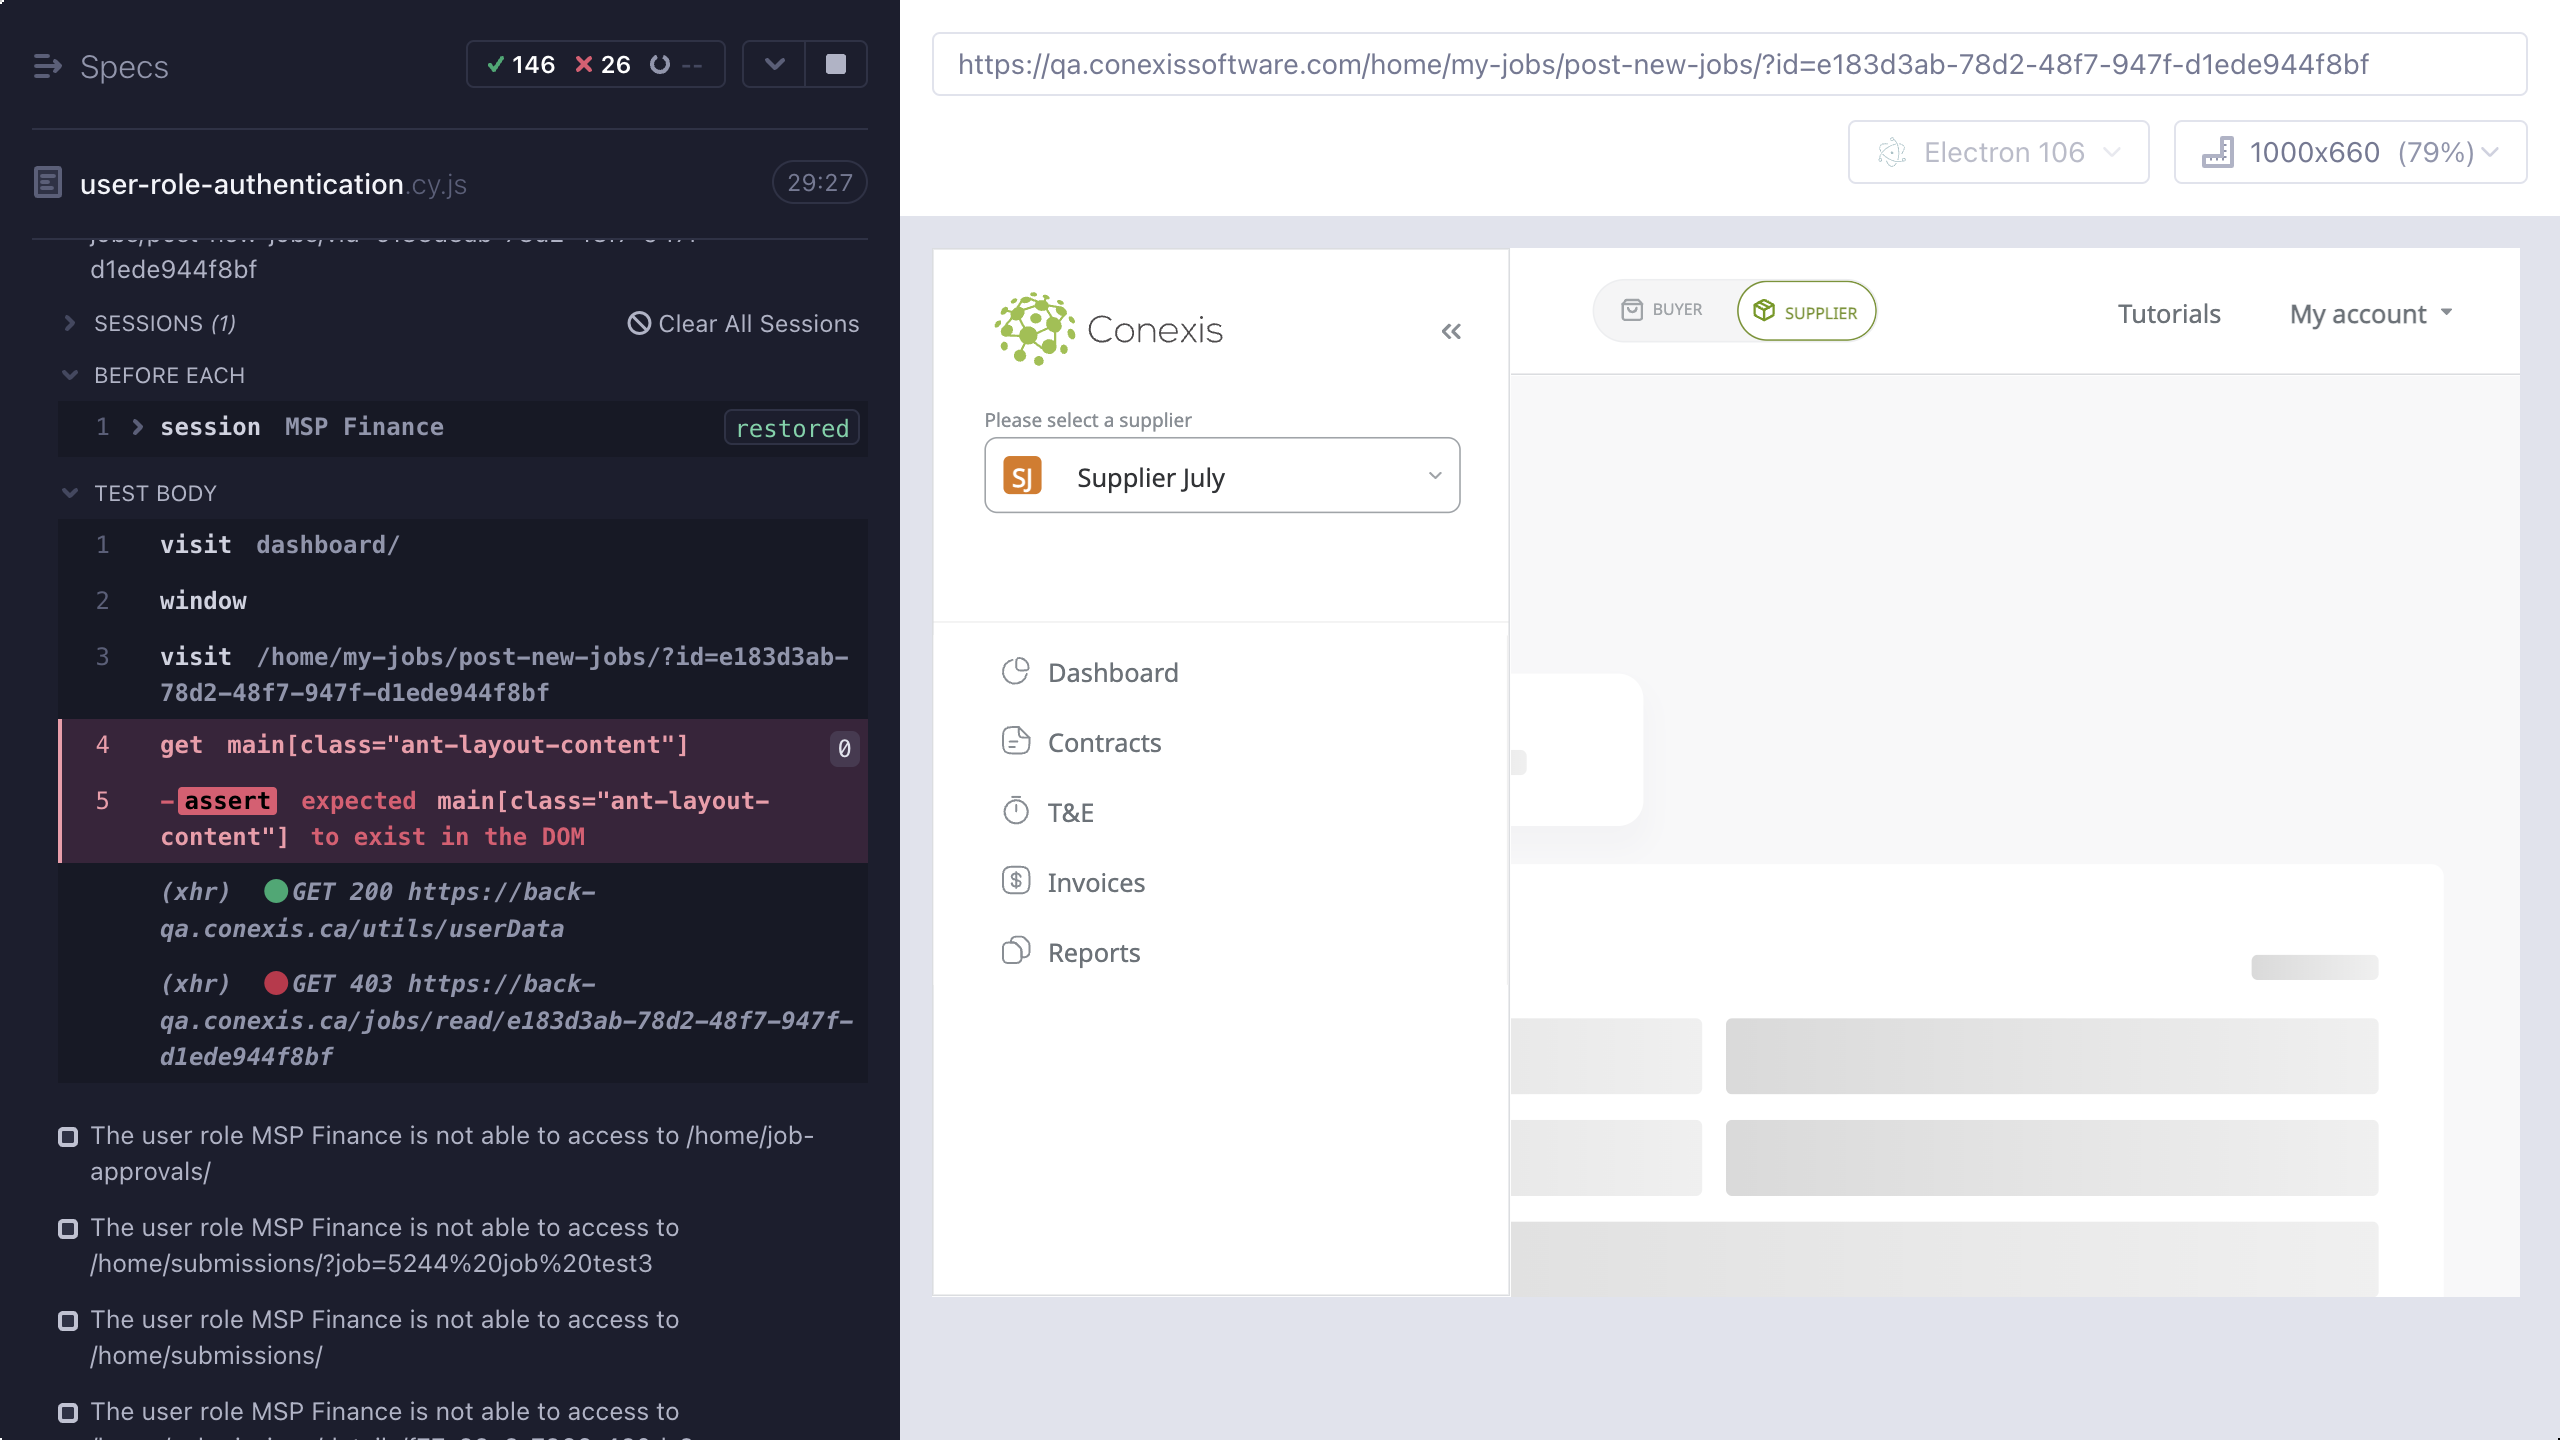 Specs
146
26
--
user-role-authentication.cy.js
29:27
d1ede944f8bf
SESSIONS (1)
Clear All Sessions
BEFORE EACH
1 session MSP Finance
restored
TEST BODY
1 visit dashboard/
2 window
3 visit /home/my-jobs/post-new-jobs/?id=e183d3ab-
78d2-48f7-947f-d1ede944f8bf
4 get main[class="ant-layout-content"]
0
5 -assert expected main[class="ant-layout-
content"] to exist in the DOM
(xhr) GET 200 https://back-
qa.conexis.ca/utils/userData
(xhr) GET 403 https://back-
qa.conexis.ca/jobs/read/e183d3ab-78d2-48f7-947f-
d1ede944f8bf
The user role MSP Finance is not able to access to /home/job-
approvals/
The user role MSP Finance is not able to access to
/home/submissions/?job=5244%20job%20test3
The user role MSP Finance is not able to access to
/home/submissions/
The user role MSP Finance is not able to access to
https://qa.conexissoftware.com/home/my-jobs/post-new-jobs/?id=e183d3ab-78d2-48f7-947f-d1ede944f8bf
Electron 106
1000x660 (79%)
Conexis
BUYER
SUPPLIER
Tutorials
My account
Please select a supplier
SJ Supplier July
Dashboard
Contracts
T&E
Invoices
Reports